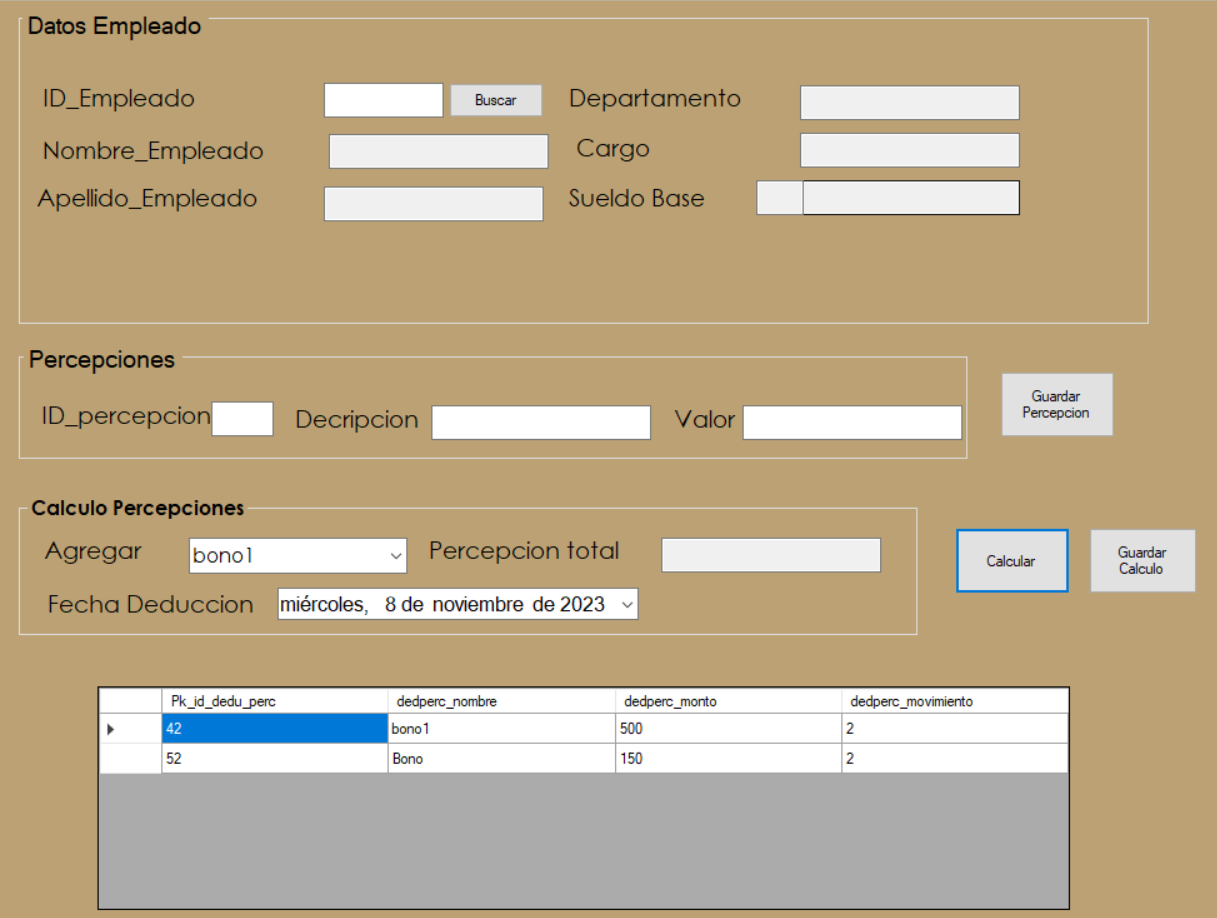 Datos Empleado
ID_Empleado Buscar Departamento
Nombre_Empleado Cargo
Apellido_Empleado Sueldo Base
Percepciones
ID_percepcion Decripcion Valor
Guardar
Percepcion
Calculo Percepciones
Agregar bono1 Percepcion total
Calcular
Guardar
Calculo
Fecha Deduccion miércoles, 8 de noviembre de 2023
Pk_id_dedu_perc dedperc_nombre dedperc_monto dedperc_movimiento
42 bono1 500 2
52 Bono 150 2